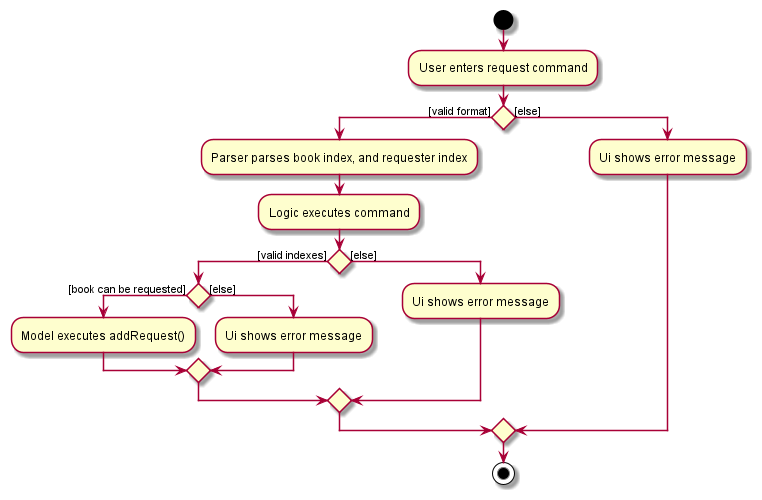 User enters request command
[valid format]
[else]
Parser parses book index, and requester index
Ui shows error message
Logic executes command
[valid indexes]
[else]
[book can be requested]
[else]
Ui shows error message
Model executes addRequest()
Ui shows error message